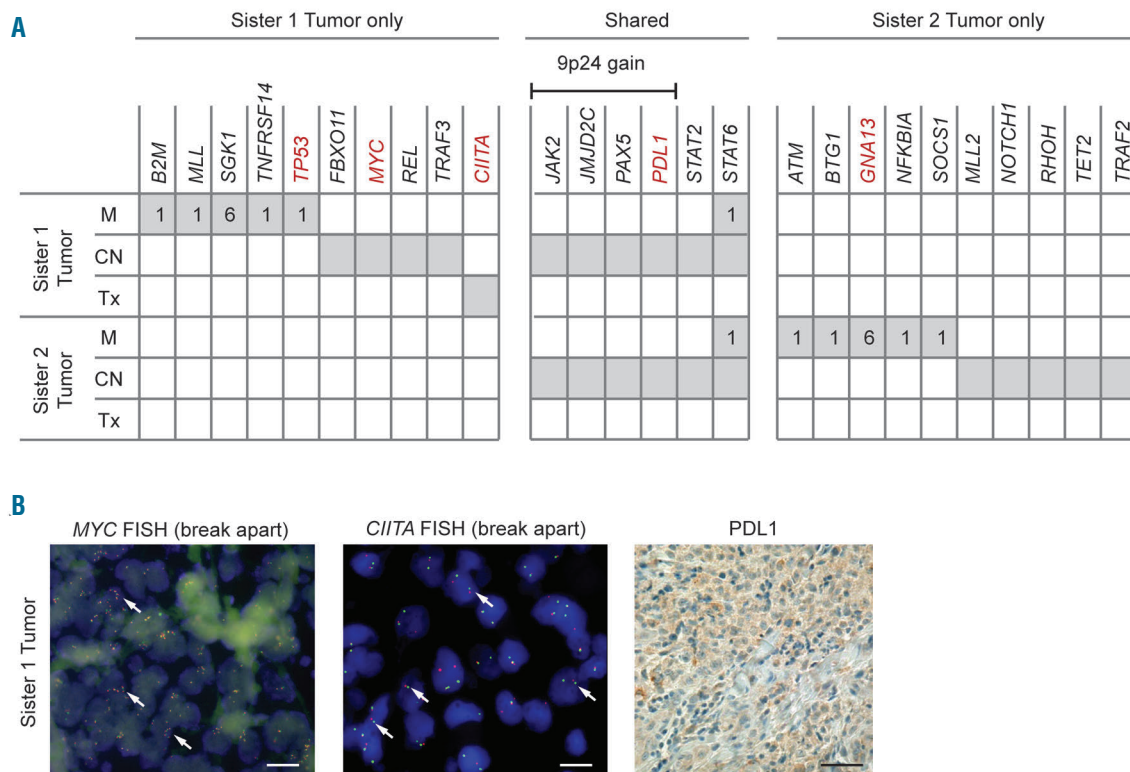 A
Sister 1 Tumor only
Shared
Sister 2 Tumor only
9p24 gain
B2M MLL SGK1 TNFRSF14 TP53 FBXO11 MYC REL TRAF3 CIITA JAK2 JMJD2C PAX5 PDL1 STAT2 STAT6 ATM BTG1 GNA13 NFKBIA SOCS1 MLL2 NOTCH1 RHOH TET2 TRAF2
Sister 1
Tumor
M 1 1 6 1 1 1
CN
Tx
Sister 2
Tumor
M 1 1 1 6 1 1
CN
Tx
B
MYC FISH (break apart)
CIITA FISH (break apart)
PDL1
Sister 1 Tumor